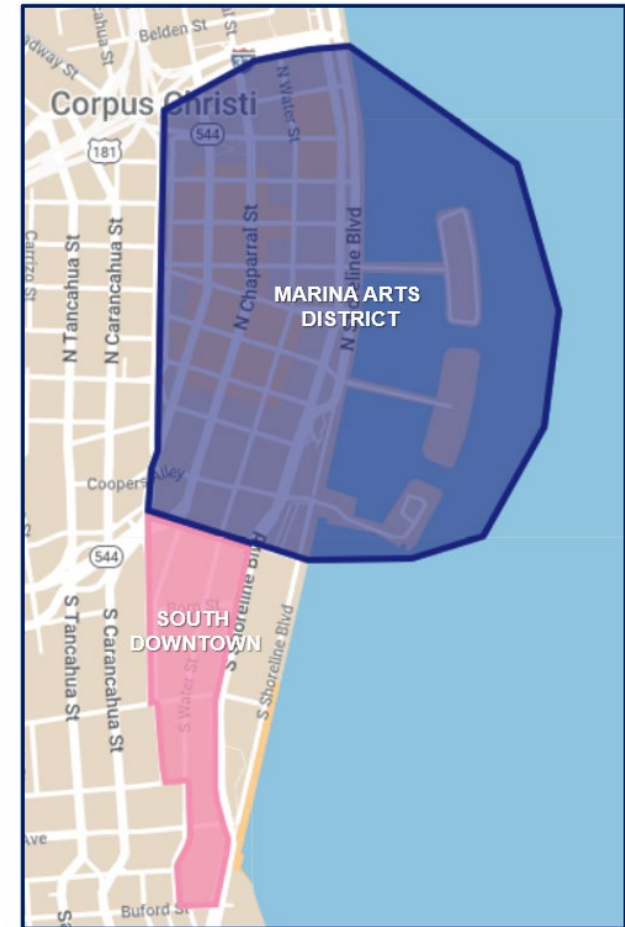 Belden St
N Water St
Corpus Christi
544
181
N Tancahua St
N Carancahua St
N Chaparral St
N Shoreline Blvd
MARINA ARTS
DISTRICT
Coopers Alley
544
Born St
SOUTH
DOWNTOWN
S Shoreline Blvd
S Shoreline Blvd
S Tancahua St
S Carancahua St
S Water St
Ave
Buford St